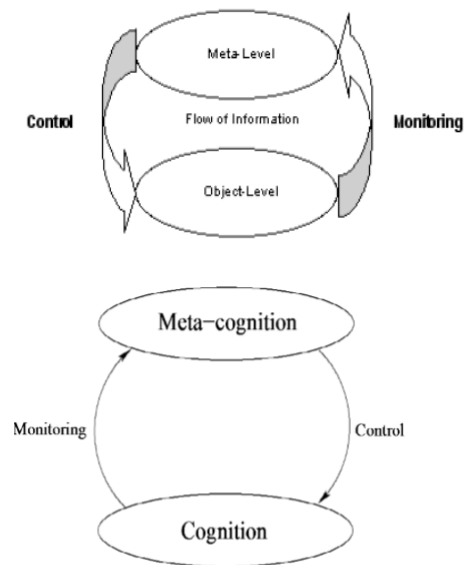 Meta-Level
Control
Flow of Information
Monitoring
Object-Level
Meta-cognition
Monitoring
Control
Cognition